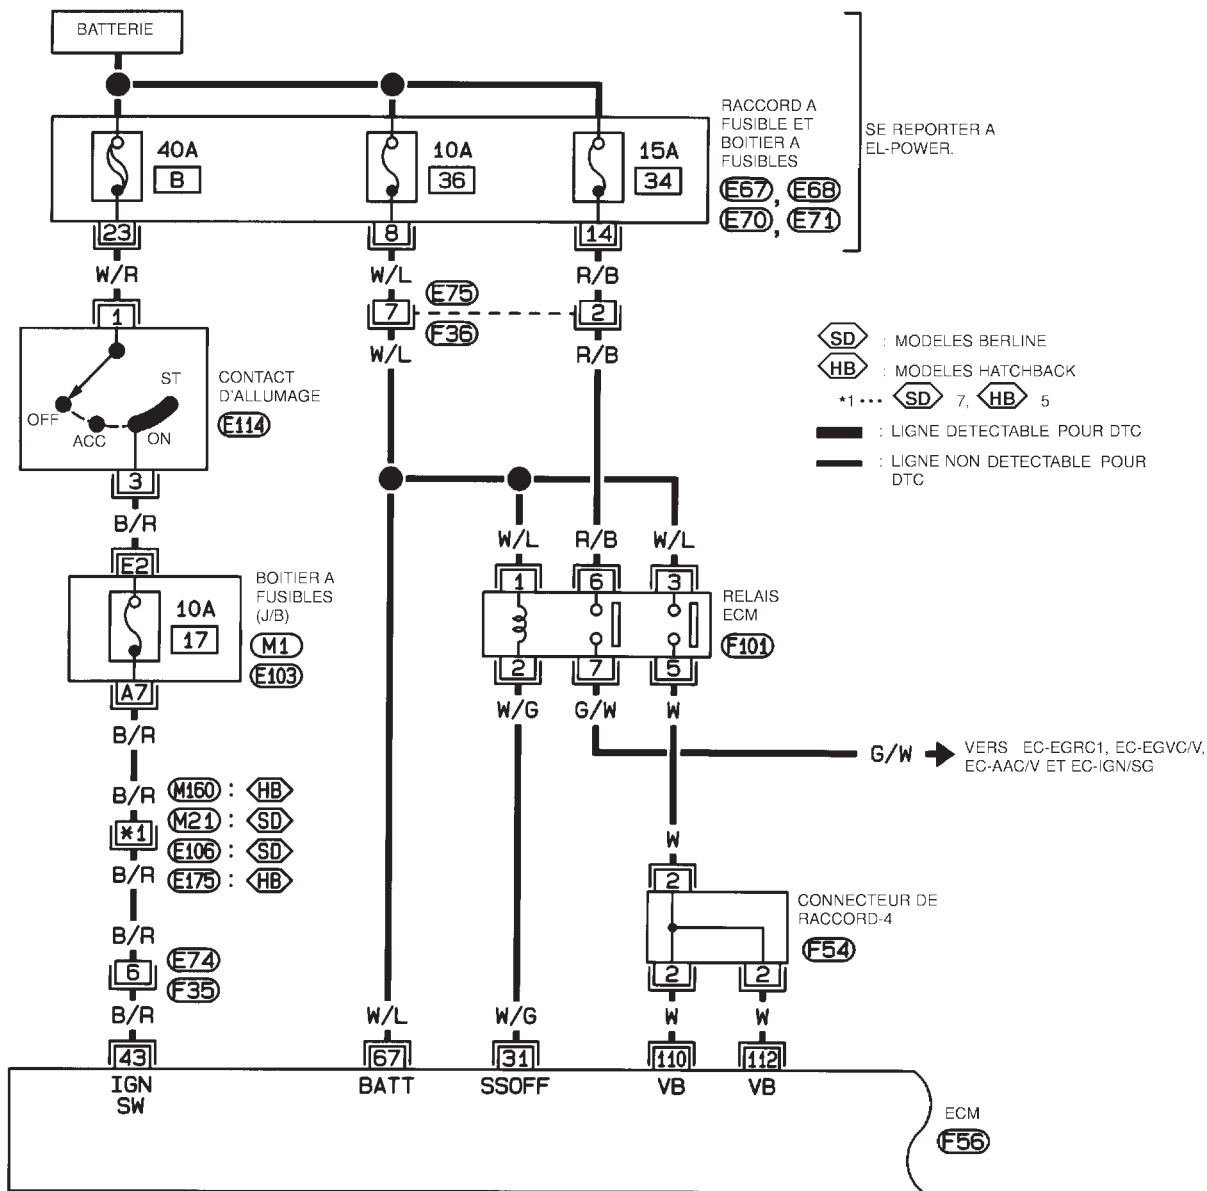 BATTERIE
40A
B
10A
36
15A
34
RACCORD A
FUSIBLE ET
BOITIER A
FUSIBLES
E67, E68
E70, E71
SE REPORTER A
EL-POWER.
23
8
14
W/R
W/L
R/B
1
7
E75
F36
2
W/L
R/B
OFF
ACC
ON
ST
CONTACT
D'ALLUMAGE
E114
SD : MODELES BERLINE
HB : MODELES HATCHBACK
*1 ••• SD 7, HB 5
: LIGNE DETECTABLE POUR DTC
: LIGNE NON DETECTABLE POUR
DTC
3
B/R
E2
10A
17
BOITIER A
FUSIBLES
(J/B)
M1
E103
A7
B/R
W/L
R/B
W/L
1
6
3
RELAIS
ECM
F101
2
7
5
W/G
G/W
W
G/W
VERS EC-EGRC1, EC-EGVC/V,
EC-AAC/V ET EC-IGN/SG
B/R
*1
B/R
M160 : HB
M21 : SD
E106 : SD
E175 : HB
W
2
CONNECTEUR DE
RACCORD-4
F54
2
2
B/R
6
E74
F35
B/R
W/L
W/G
W
W
43
67
31
110
112
IGN
SW
BATT
SSOFF
VB
VB
ECM
F56